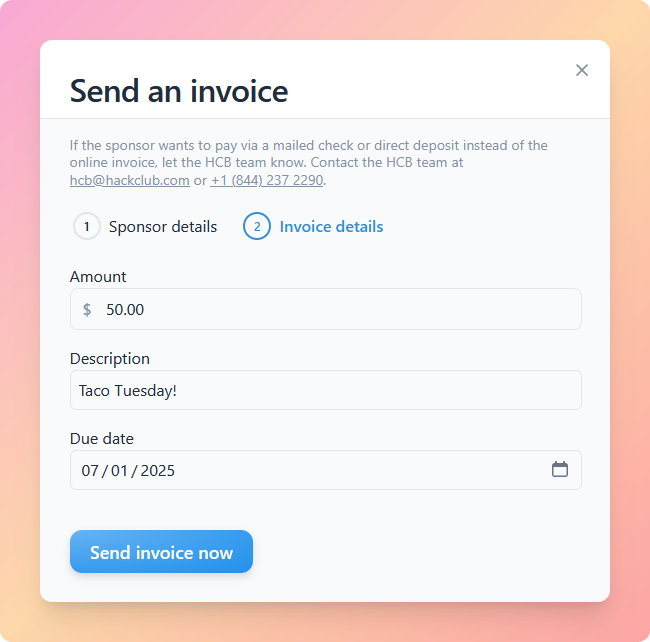 Send an invoice
If the sponsor wants to pay via a mailed check or direct deposit instead of the
online invoice, let the HCB team know. Contact the HCB team at
hcb@hackclub.com or +1 (844) 237 2290.
1 Sponsor details 2 Invoice details
Amount
$ 50.00
Description
Taco Tuesday!
Due date
07/01/2025
Send invoice now